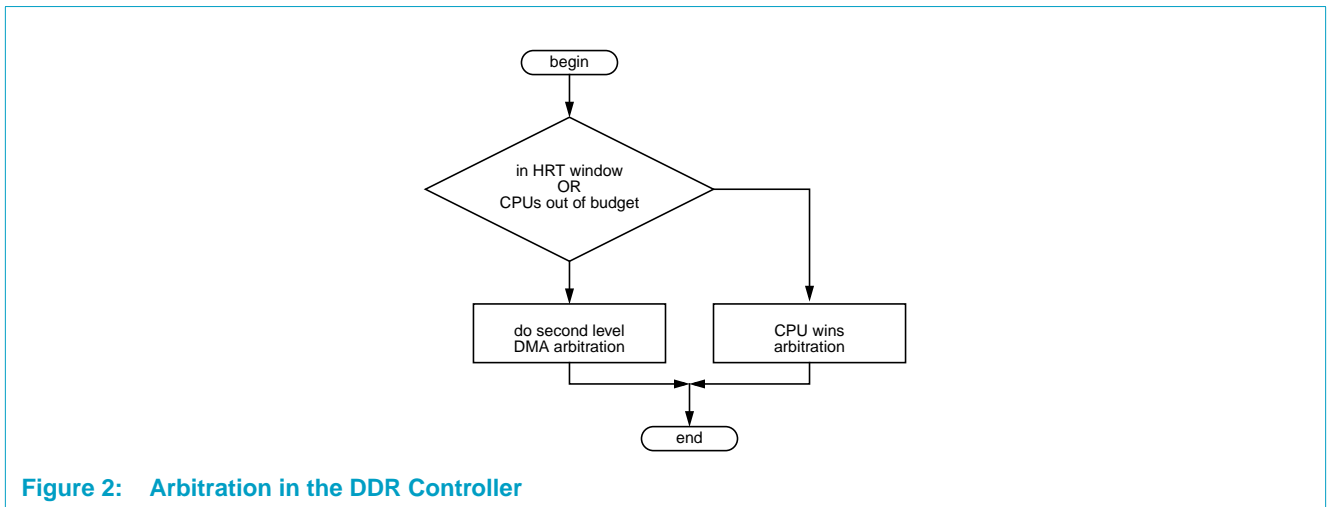 begin
in HRT window
OR
CPUs out of budget
do second level
DMA arbitration
CPU wins
arbitration
end
Figure 2: Arbitration in the DDR Controller